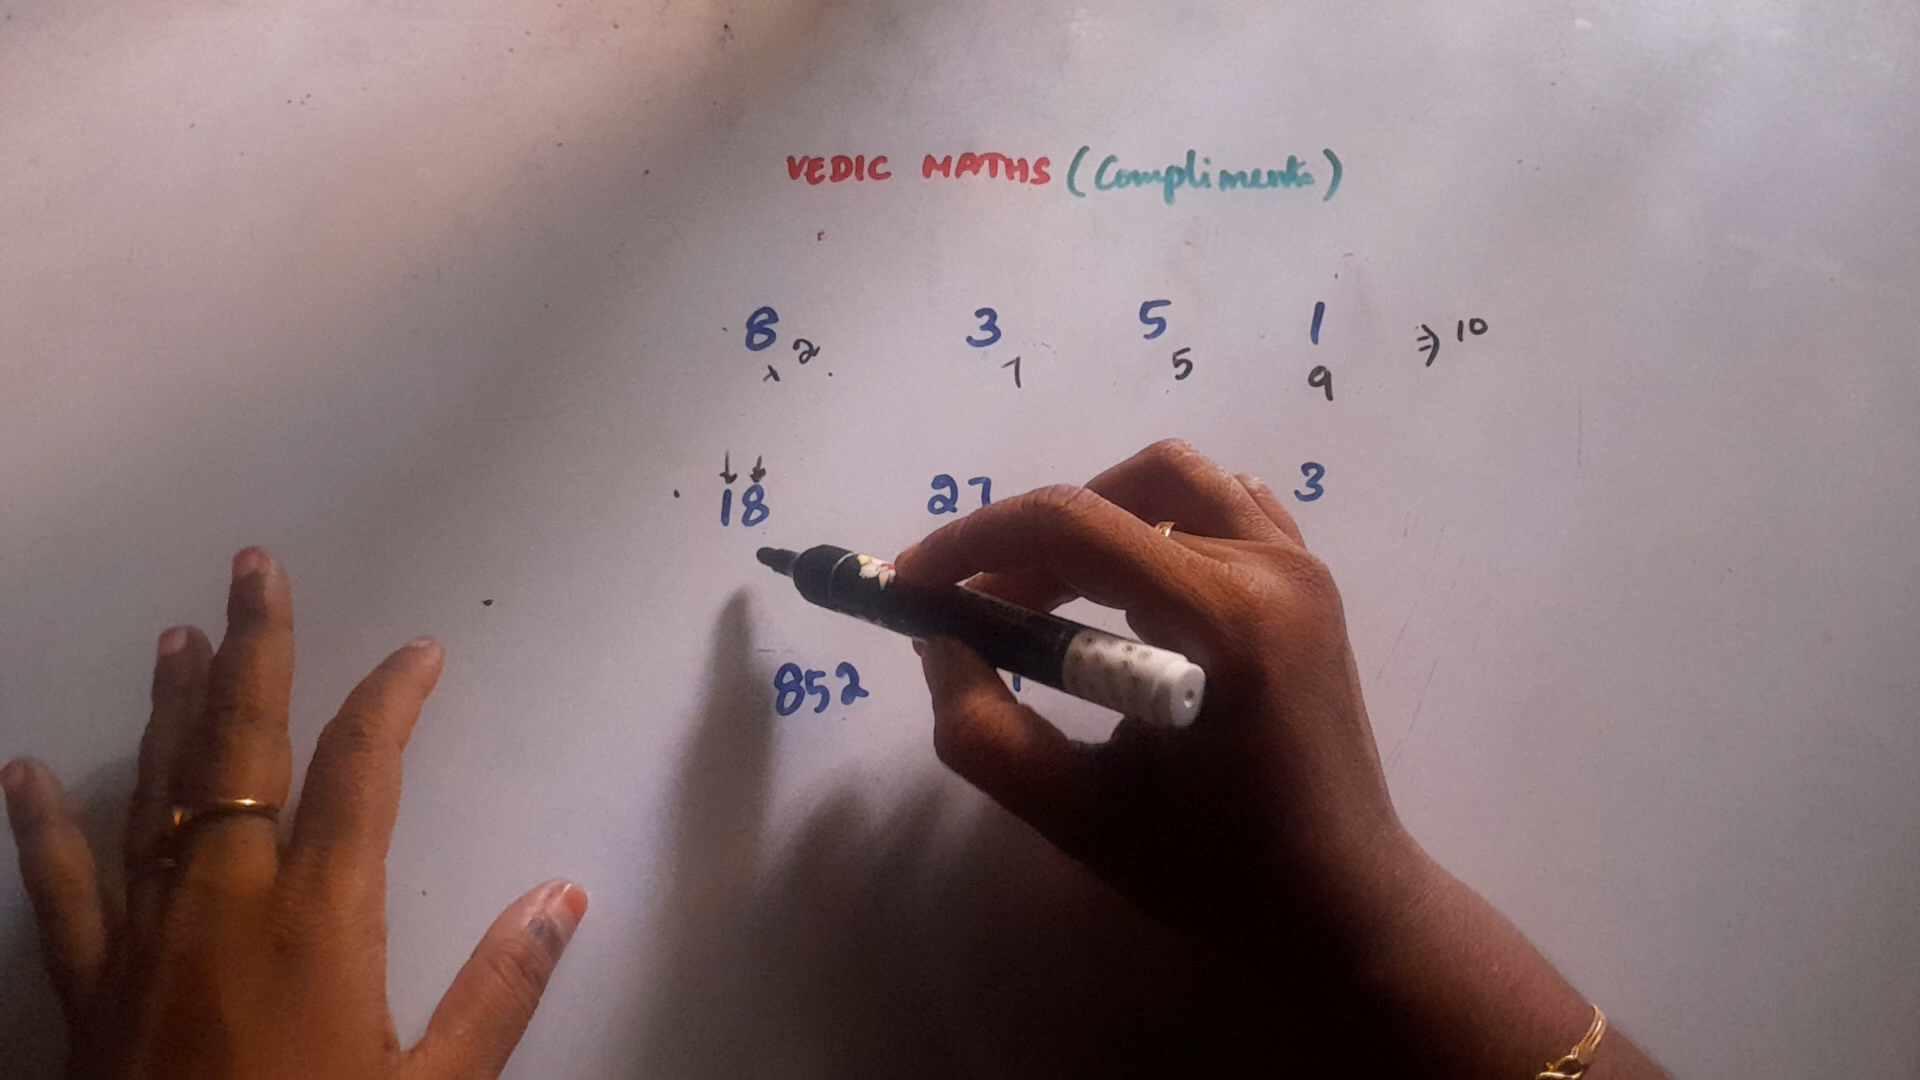 VEDIC MATHS (Compliments)
8 3 5 1 ⇒ 10
2 7 5 9
↓ ↓
18 27 3
852